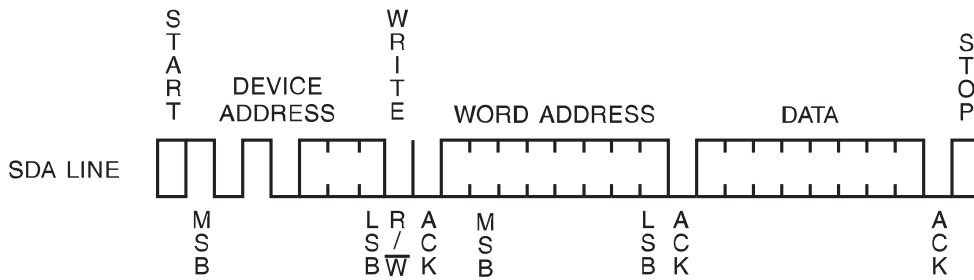 START
DEVICE
ADDRESS
WRITE
WORD ADDRESS
DATA
STOP
SDA LINE
MSB
LSB
R/W
ACK
MSB
LSB
ACK
ACK